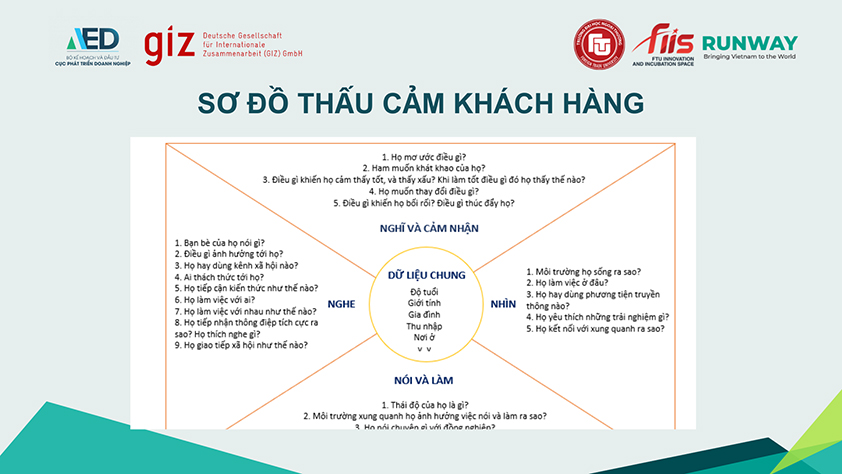 AED
BỘ KẾ HOẠCH VÀ ĐẦU TƯ
CỤC PHÁT TRIỂN DOANH NGHIỆP
giz
Deutsche Gesellschaft
für Internationale
Zusammenarbeit (GIZ) GmbH
TRƯỜNG ĐẠI HỌC NGOẠI THƯƠNG
FTU
FOREIGN TRADE UNIVERSITY
FIIS
FTU INNOVATION
AND INCUBATION SPACE
RUNWAY
Bringing Vietnam to the World
SƠ ĐỒ THẤU CẢM KHÁCH HÀNG
1. Họ mơ ước điều gì?
2. Ham muốn khát khao của họ?
3. Điều gì khiến họ cảm thấy tốt, và thấy xấu? Khi làm tốt điều gì đó họ thấy thế nào?
4. Họ muốn thay đổi điều gì?
5. Điều gì khiến họ bối rối? Điều gì thúc đẩy họ?
NGHĨ VÀ CẢM NHẬN
1. Bạn bè của họ nói gì?
2. Điều gì ảnh hưởng tới họ?
3. Họ hay dùng kênh xã hội nào?
4. Ai thách thức tới họ?
5. Họ tiếp cận kiến thức như thế nào?
6. Họ làm việc với ai?
7. Họ làm việc với nhau như thế nào?
8. Họ tiếp nhận thông điệp tích cực ra
sao? Họ thích nghe gì?
9. Họ giao tiếp xã hội như thế nào?
NGHE
DỮ LIỆU CHUNG
Độ tuổi
Giới tính
Gia đình
Thu nhập
Nơi ở
v v
NHÌN
1. Môi trường họ sống ra sao?
2. Họ làm việc ở đâu?
3. Họ hay dùng phương tiện truyền
thông nào?
4. Họ yêu thích những trải nghiệm gì?
5. Họ kết nối với xung quanh ra sao?
NÓI VÀ LÀM
1. Thái độ của họ là gì?
2. Môi trường xung quanh họ ảnh hưởng việc nói và làm ra sao?
3. Họ nói chuyện gì với đồng nghiệp?